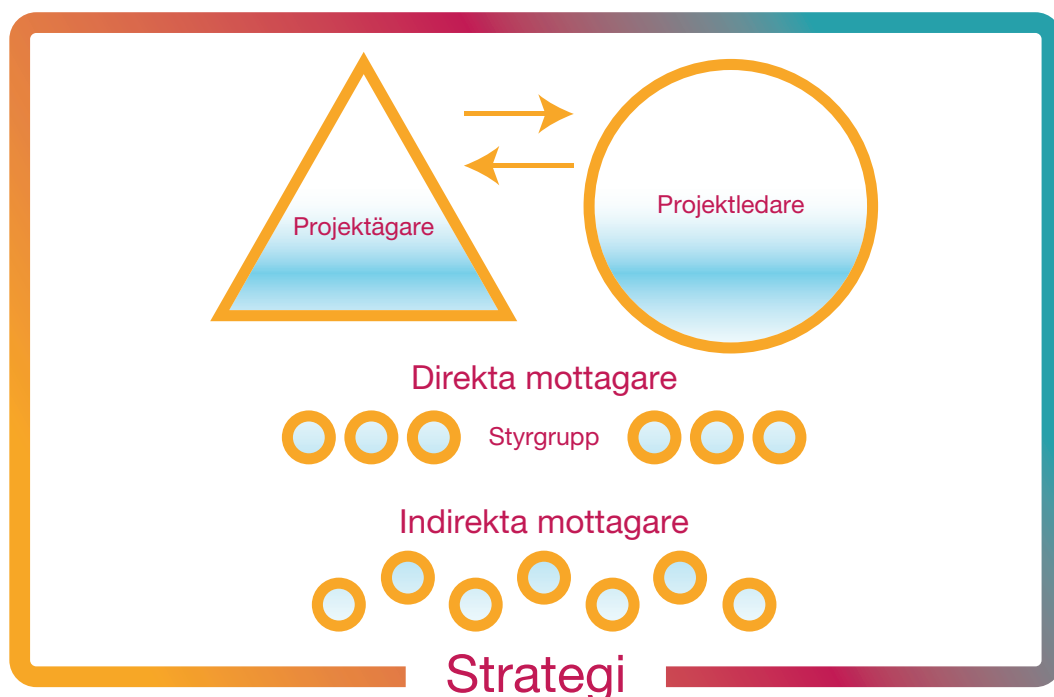 Projektägare
Projektledare
Direkta mottagare
Styrgrupp
Indirekta mottagare
Strategi